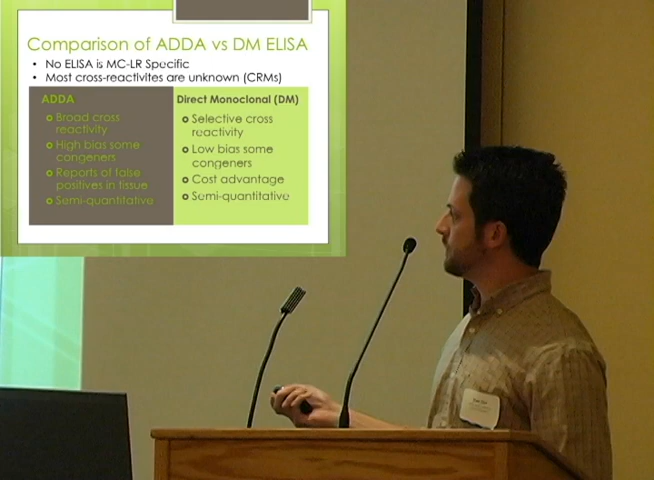 Comparison of ADDA vs DM ELISA
• No ELISA is MC-LR Specific
• Most cross-reactivites are unknown (CRMs)
ADDA
Broad cross
reactivity
High bias some
congeners
Reports of false
positives in tissue
Semi-quantitative
Direct Monoclonal (DM)
Selective cross
reactivity
Low bias some
congeners
Cost advantage
Semi-quantitative